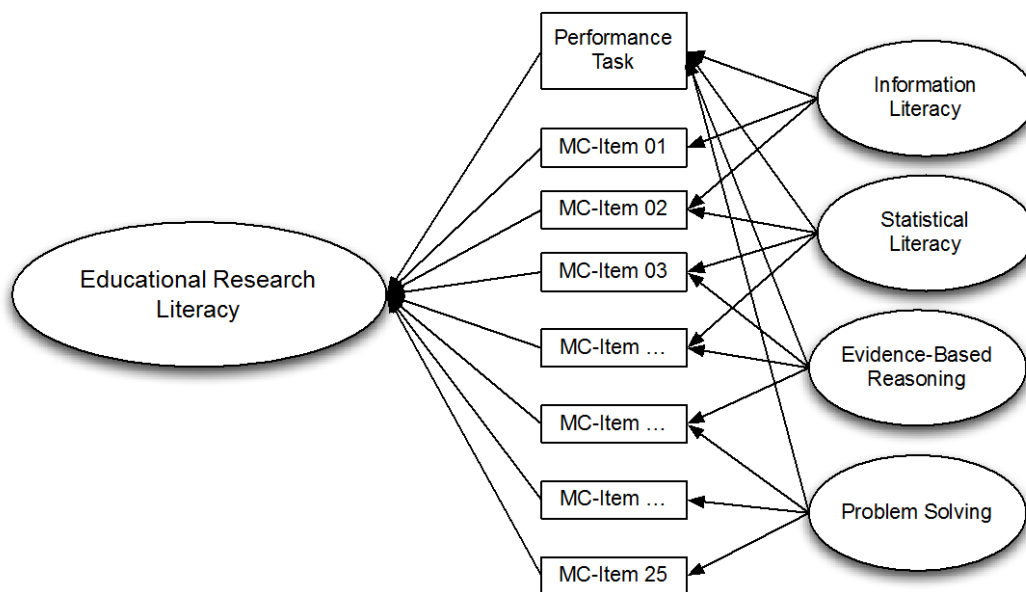 Educational Research
Literacy
Performance
Task
MC-Item 01
MC-Item 02
MC-Item 03
MC-Item …
MC-Item …
MC-Item …
MC-Item 25
Information
Literacy
Statistical
Literacy
Evidence-Based
Reasoning
Problem Solving